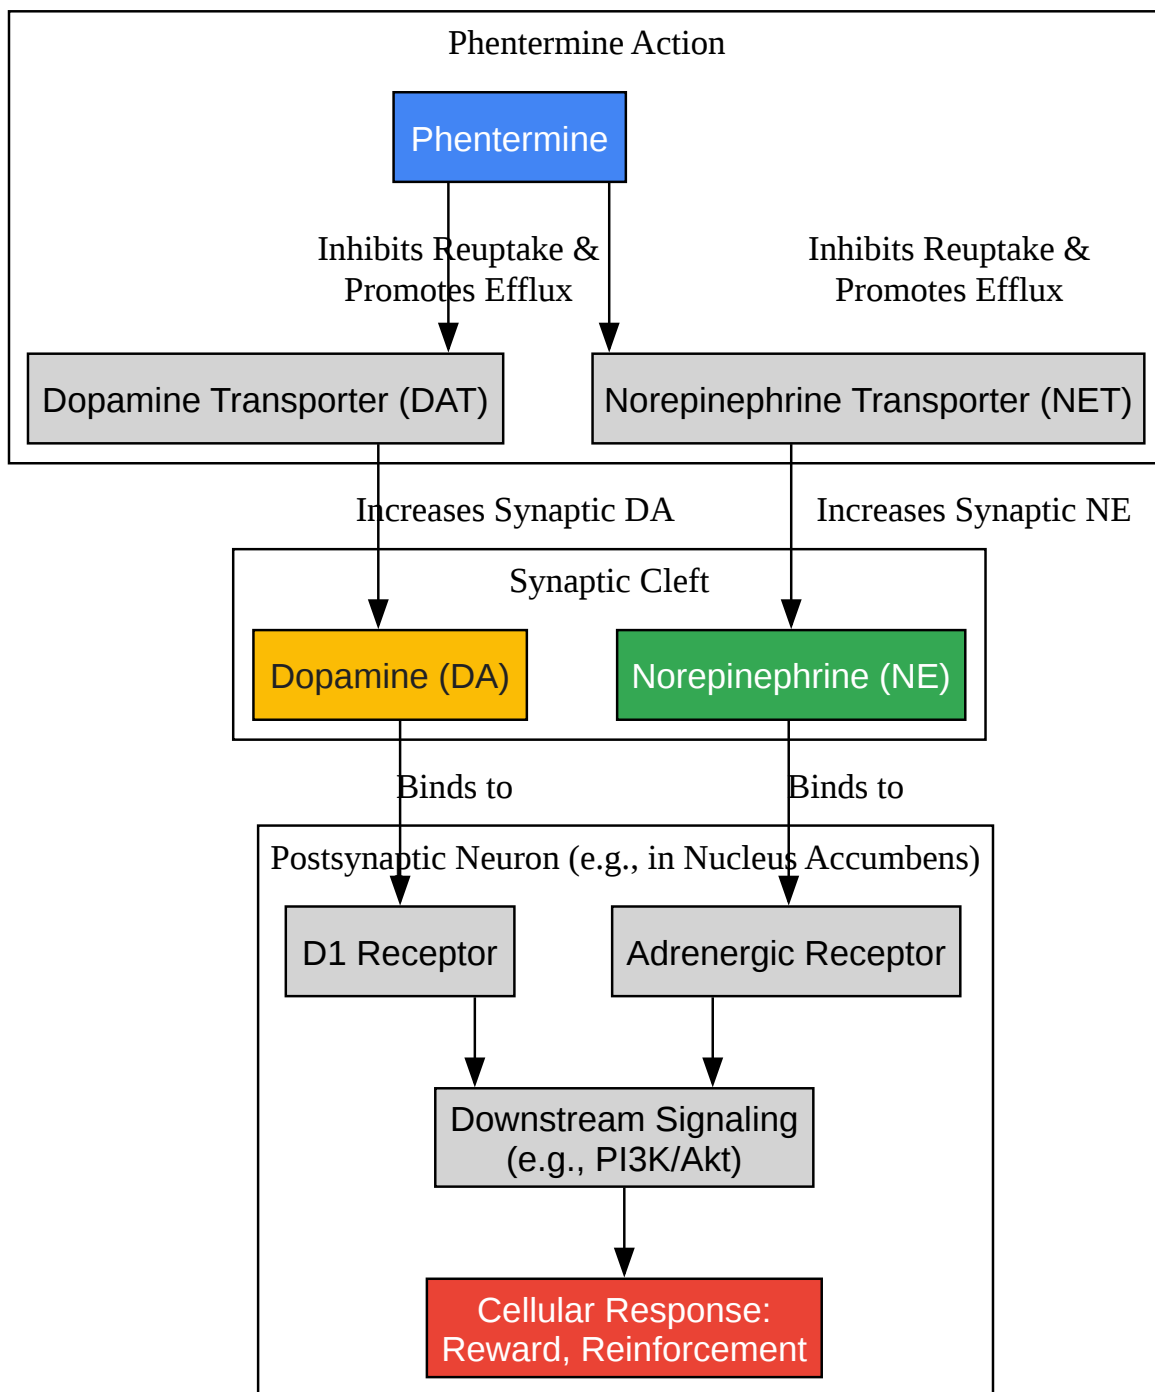 Phentermine Action
Phentermine
Inhibits Reuptake &
Promotes Efflux
Inhibits Reuptake &
Promotes Efflux
Dopamine Transporter (DAT)
Norepinephrine Transporter (NET)
Increases Synaptic DA
Increases Synaptic NE
Synaptic Cleft
Dopamine (DA)
Norepinephrine (NE)
Binds to
Binds to
Postsynaptic Neuron (e.g., in Nucleus Accumbens)
D1 Receptor
Adrenergic Receptor
Downstream Signaling
(e.g., PI3K/Akt)
Cellular Response:
Reward, Reinforcement